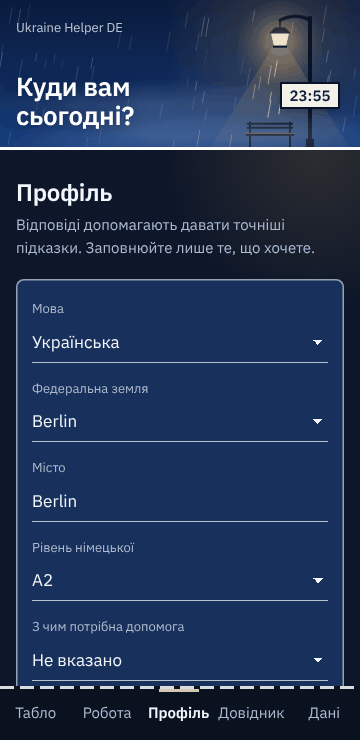 Ukraine Helper DE
Куди вам
сьогодні?
23:55
Профіль
Відповіді допомагають давати точніші
підказки. Заповнюйте лише те, що хочете.
Мова
Українська
Федеральна земля
Berlin
Місто
Berlin
Рівень німецької
A2
З чим потрібна допомога
Не вказано
Табло Робота Профіль Довідник Дані